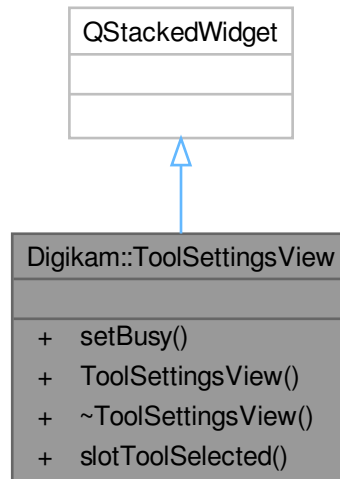 QStackedWidget
Digikam::ToolSettingsView
+ setBusy()
+ ToolSettingsView()
+ ~ToolSettingsView()
+ slotToolSelected()